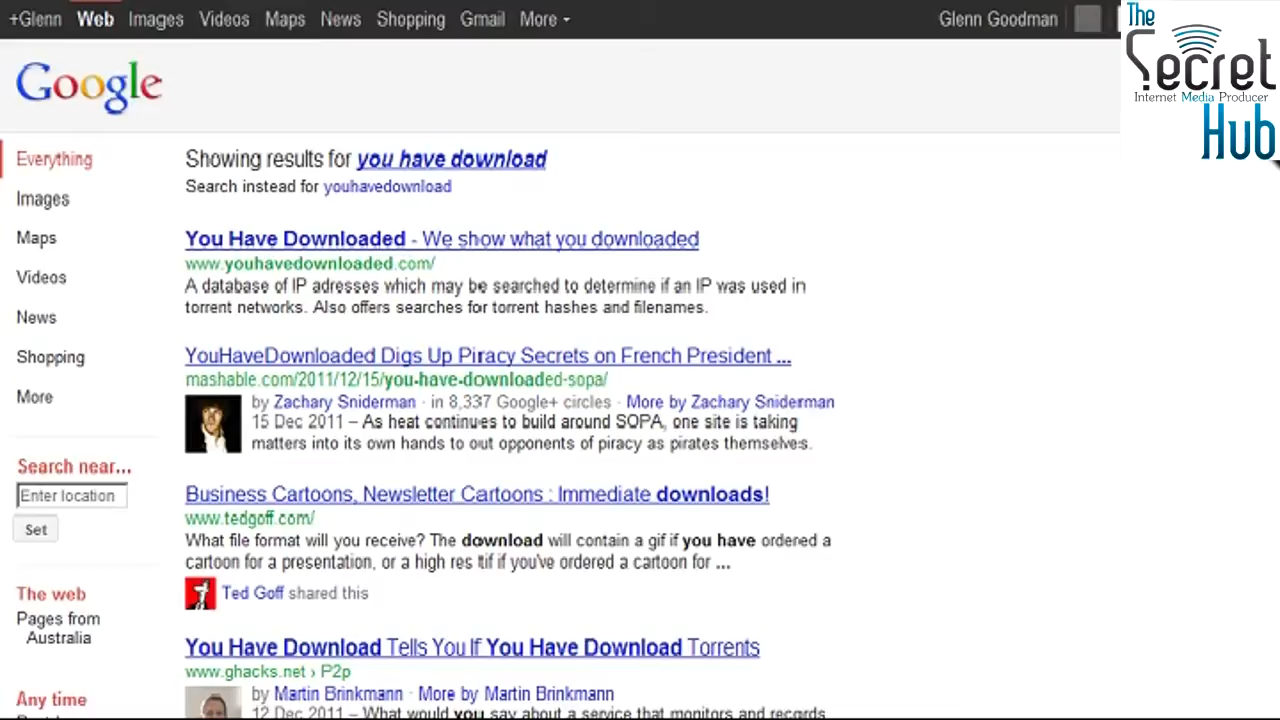 +Glenn Web Images Videos Maps News Shopping Gmail More
Glenn Goodman
The
Secret
Internet Media Producer
Hub
Google
Everything
Images
Maps
Videos
News
Shopping
More
Search near...
Enter location
Set
The web
Pages from
Australia
Any time
Showing results for you have download
Search instead for youhavedownload
You Have Downloaded - We show what you downloaded
www.youhavedownloaded.com/
A database of IP adresses which may be searched to determine if an IP was used in
torrent networks. Also offers searches for torrent hashes and filenames.
YouHaveDownloaded Digs Up Piracy Secrets on French President ...
mashable.com/2011/12/15/you-have-downloaded-sopa/
by Zachary Sniderman · in 8,337 Google+ circles · More by Zachary Sniderman
15 Dec 2011 – As heat continues to build around SOPA, one site is taking
matters into its own hands to out opponents of piracy as pirates themselves.
Business Cartoons, Newsletter Cartoons : Immediate downloads!
www.tedgoff.com/
What file format will you receive? The download will contain a gif if you have ordered a
cartoon for a presentation, or a high res tif if you've ordered a cartoon for ...
Ted Goff shared this
You Have Download Tells You If You Have Download Torrents
www.ghacks.net › P2p
by Martin Brinkmann · More by Martin Brinkmann
12 Dec 2011 – What would you say about a service that monitors and records